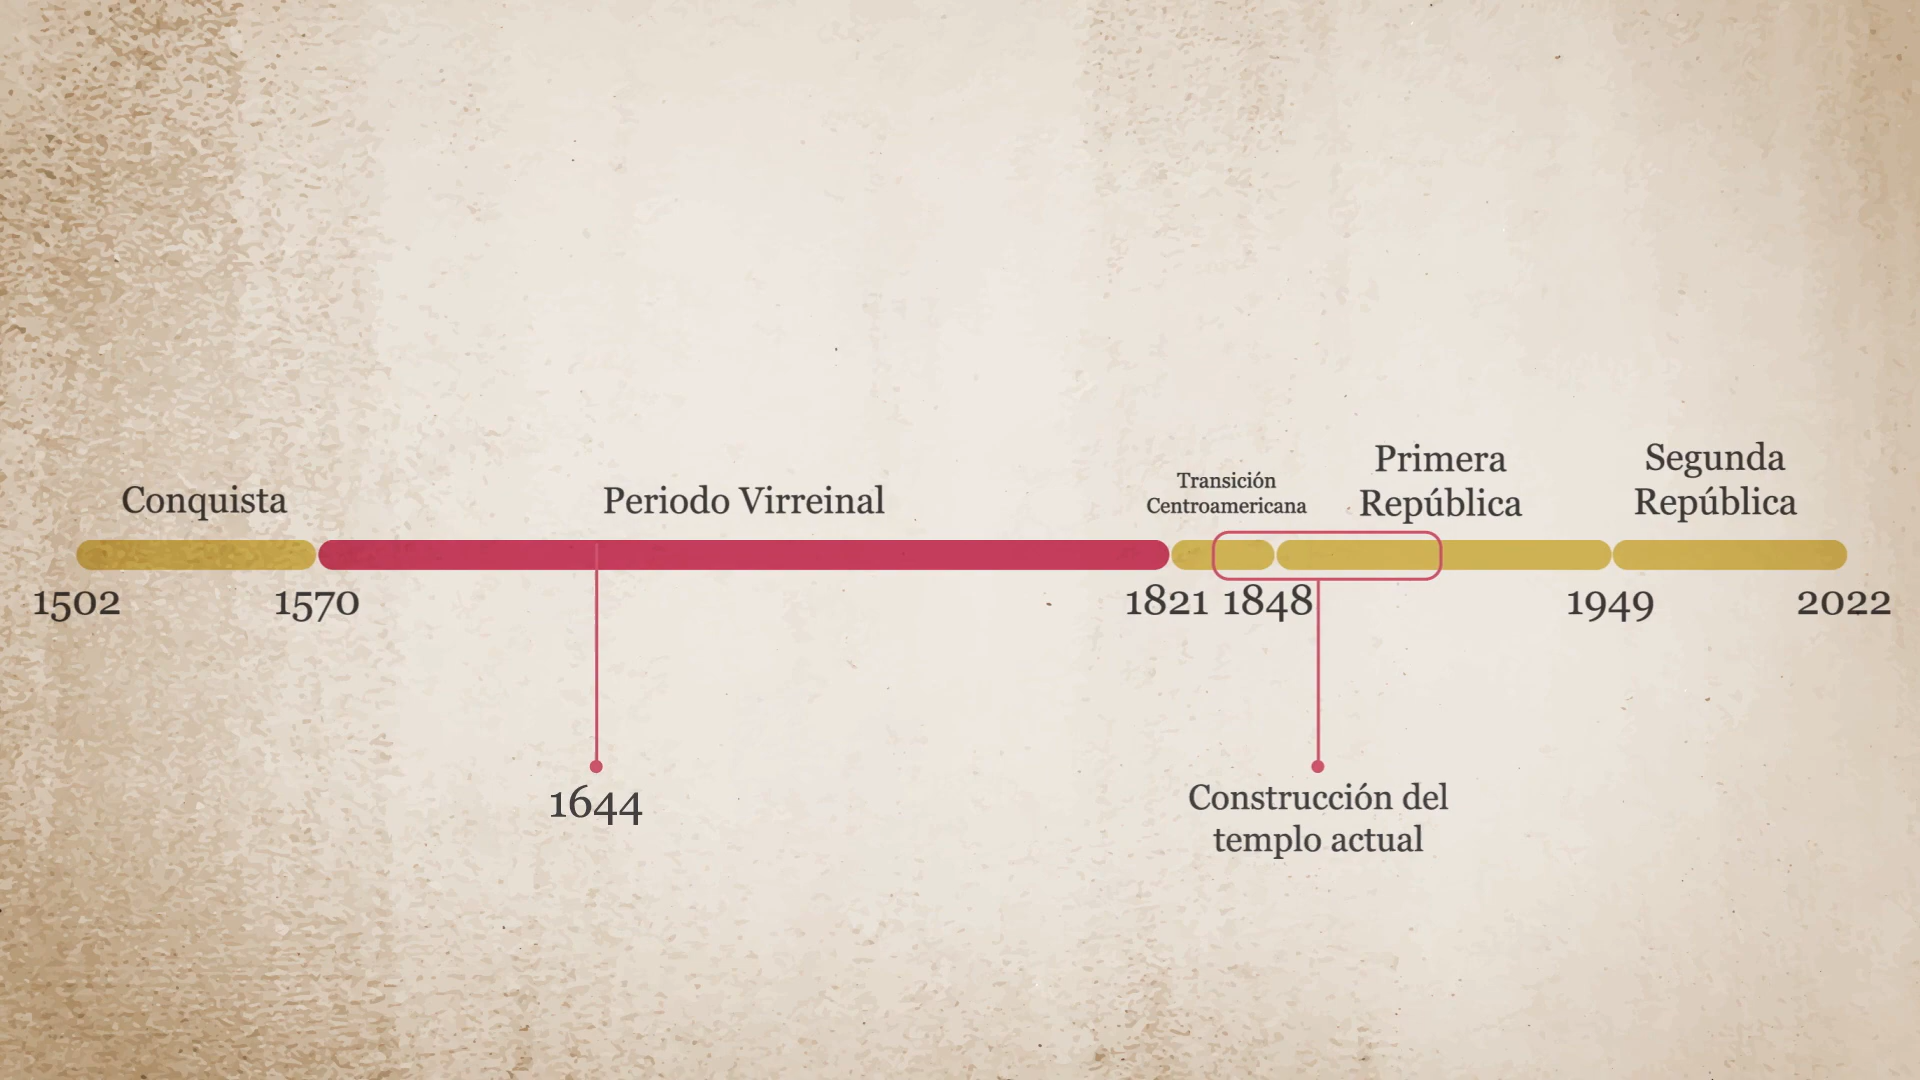 Conquista
Periodo Virreinal
Transición
Centroamericana
Primera
República
Segunda
República
1502
1570
1821
1848
1949
2022
1644
Construcción del
templo actual